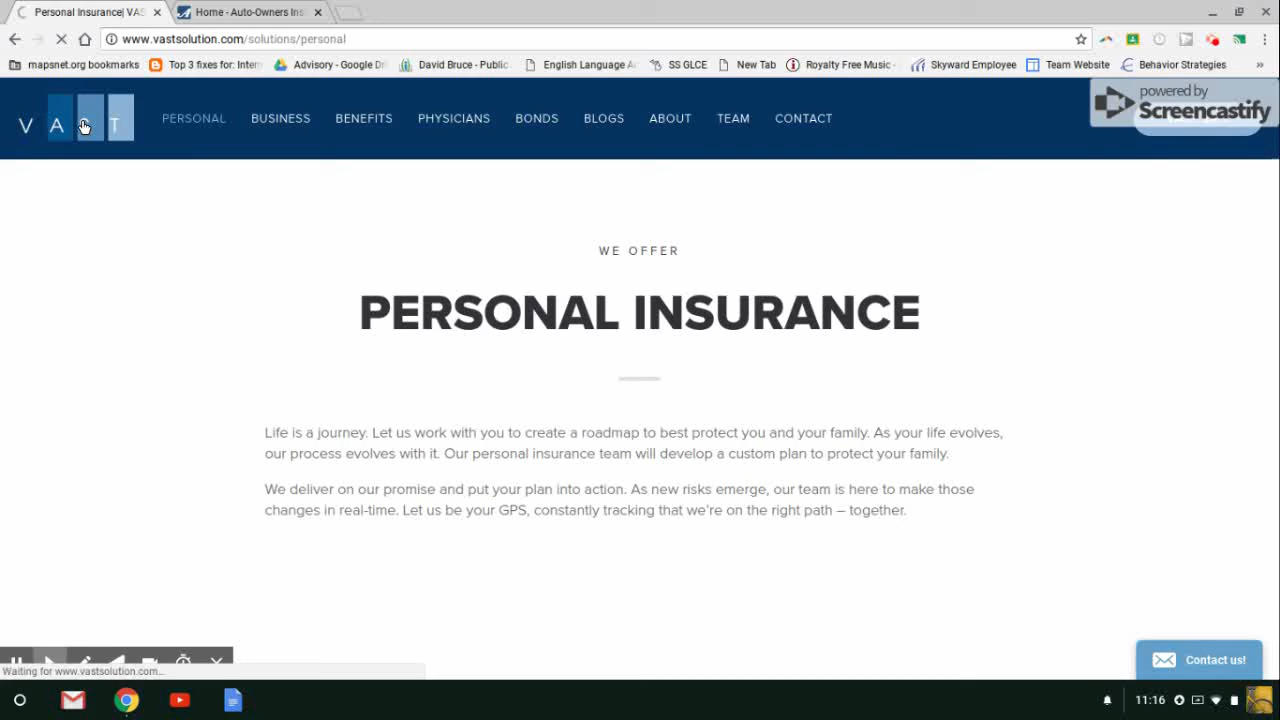 Personal Insurance| VAS
Home - Auto-Owners Ins
www.vastsolution.com/solutions/personal
mapsnet.org bookmarks
Top 3 fixes for: Intern
Advisory - Google Dri
David Bruce - Public
English Language A
SS GLCE
New Tab
Royalty Free Music -
Skyward Employee
Team Website
Behavior Strategies
»
V A T
PERSONAL
BUSINESS
BENEFITS
PHYSICIANS
BONDS
BLOGS
ABOUT
TEAM
CONTACT
powered by
Screencastify
WE OFFER
PERSONAL INSURANCE
Life is a journey. Let us work with you to create a roadmap to best protect you and your family. As your life evolves,
our process evolves with it. Our personal insurance team will develop a custom plan to protect your family.
We deliver on our promise and put your plan into action. As new risks emerge, our team is here to make those
changes in real-time. Let us be your GPS, constantly tracking that we're on the right path – together.
Contact us!
Waiting for www.vastsolution.com...
11:16